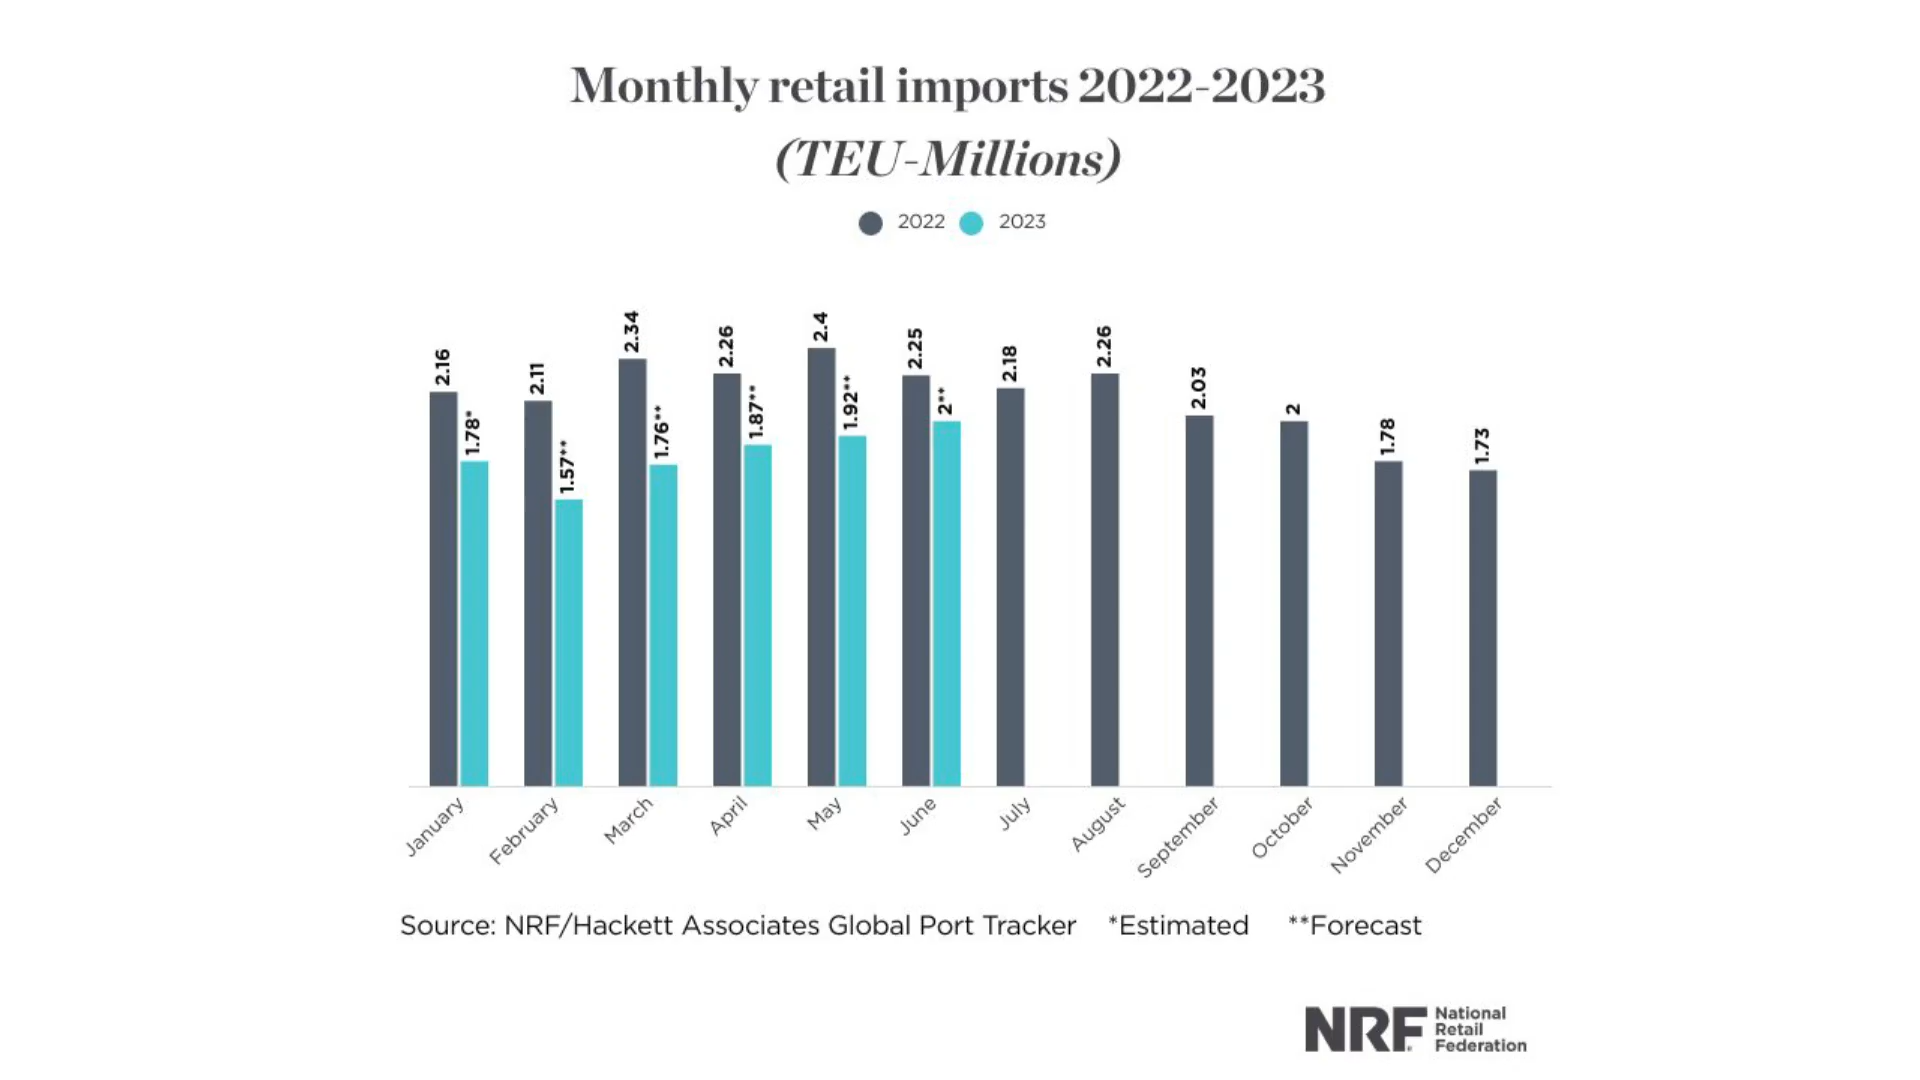 Monthly retail imports 2022-2023
(TEU-Millions)
2022 2023
2.16
1.78*
2.11
1.57**
2.34
1.76**
2.26
1.87**
2.4
1.92**
2.25
2**
2.18
2.26
2.03
2
1.78
1.73
January
February
March
April
May
June
July
August
September
October
November
December
Source: NRF/Hackett Associates Global Port Tracker *Estimated **Forecast
NRF
National
Retail
Federation